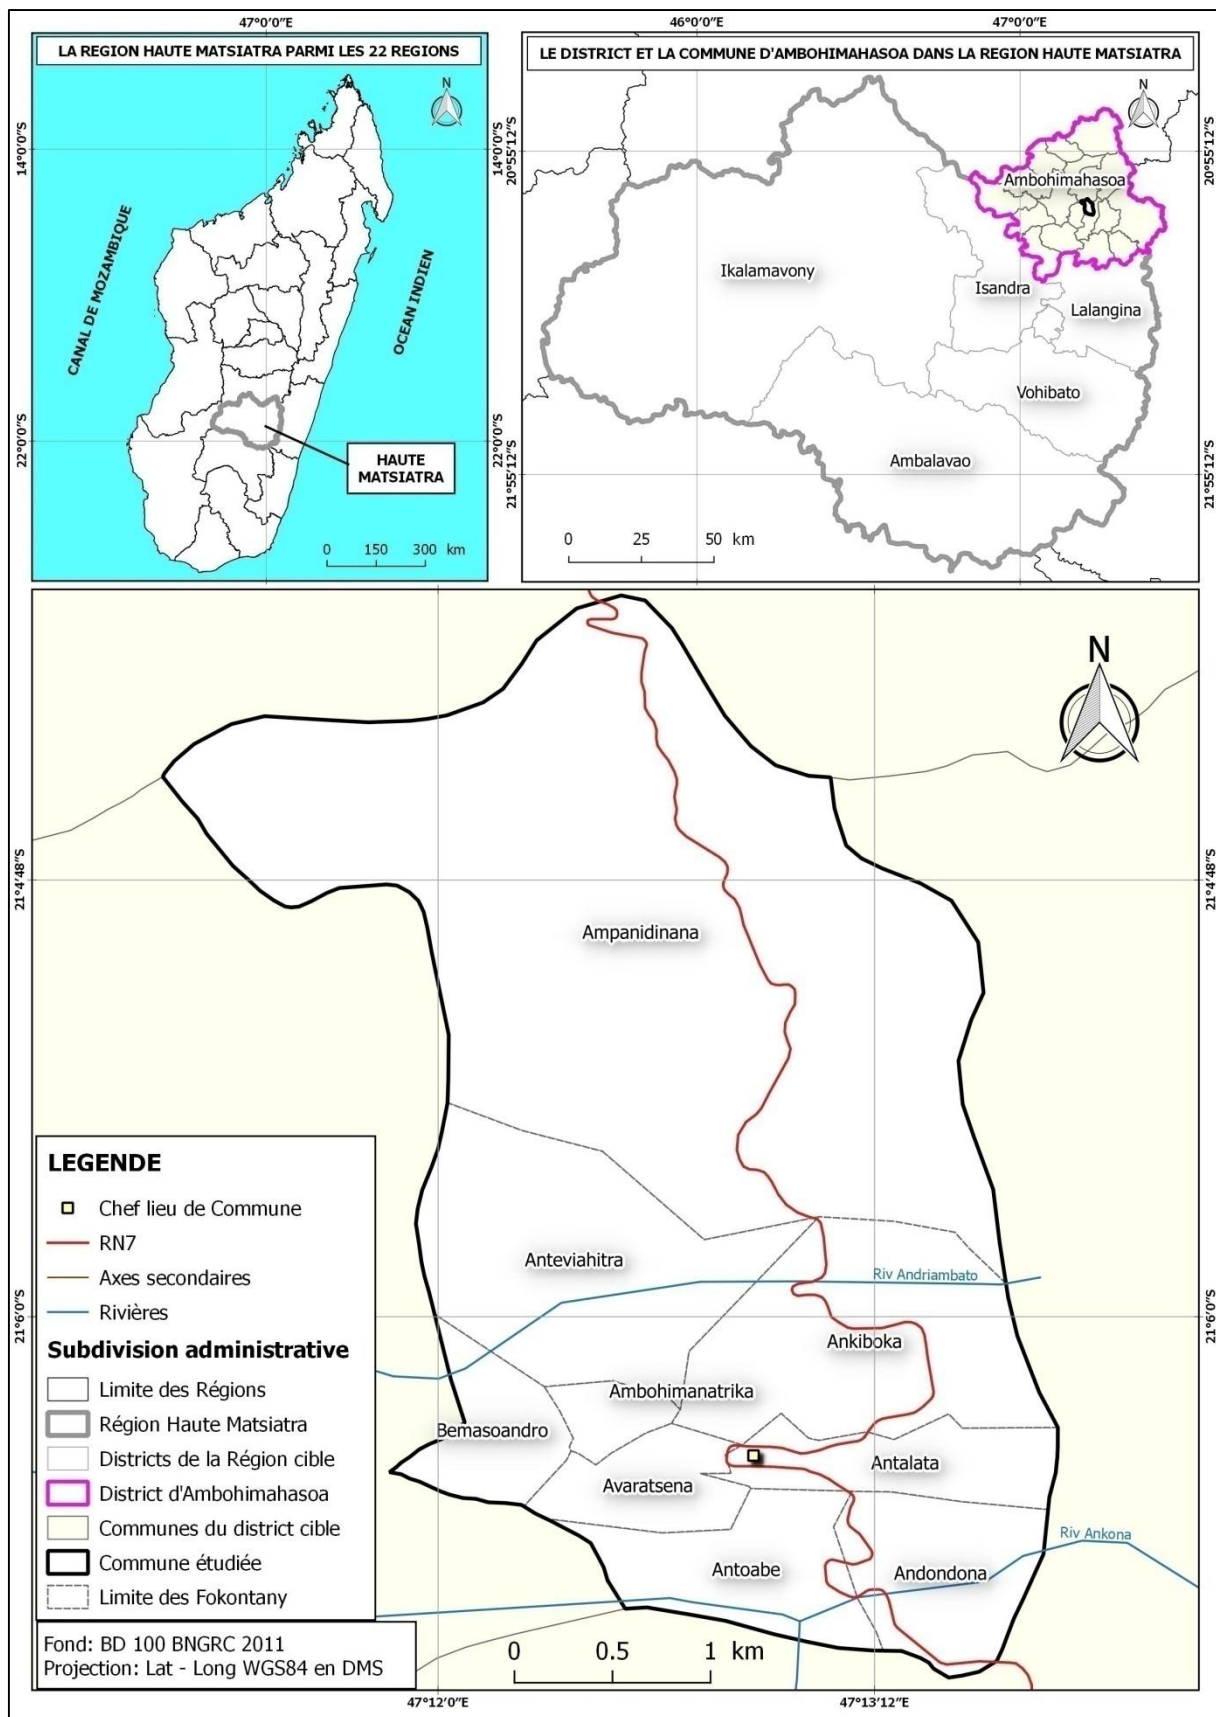 47°0'0"E
46°0'0"E
47°0'0"E
LA REGION HAUTE MATSIATRA PARMI LES 22 REGIONS
N
14°0'0"S
14°0'0"S
CANAL DE MOZAMBIQUE
OCEAN INDIEN
22°0'0"S
22°0'0"S
HAUTE
MATSIATRA
0 150 300 km
LE DISTRICT ET LA COMMUNE D'AMBOHIMAHASOA DANS LA REGION HAUTE MATSIATRA
N
20°55'12"S
20°55'12"S
Ambohimahasoa
Ikalamavony
Isandra
Lalangina
Vohibato
Ambalavao
21°55'12"S
21°55'12"S
0 25 50 km
N
21°4'48"S
21°4'48"S
Ampanidinana
Anteviahitra
Riv Andriambato
21°6'0"S
21°6'0"S
Ankiboka
Ambohimanatrika
Bemasoandro
Antalata
Avaratsena
Riv Ankona
Antoabe
Andondona
LEGENDE
Chef lieu de Commune
RN7
Axes secondaires
Rivières
Subdivision administrative
Limite des Régions
Région Haute Matsiatra
Districts de la Région cible
District d'Ambohimahasoa
Communes du district cible
Commune étudiée
Limite des Fokontany
Fond: BD 100 BNGRC 2011
Projection: Lat - Long WGS84 en DMS
0 0.5 1 km
47°12'0"E
47°13'12"E